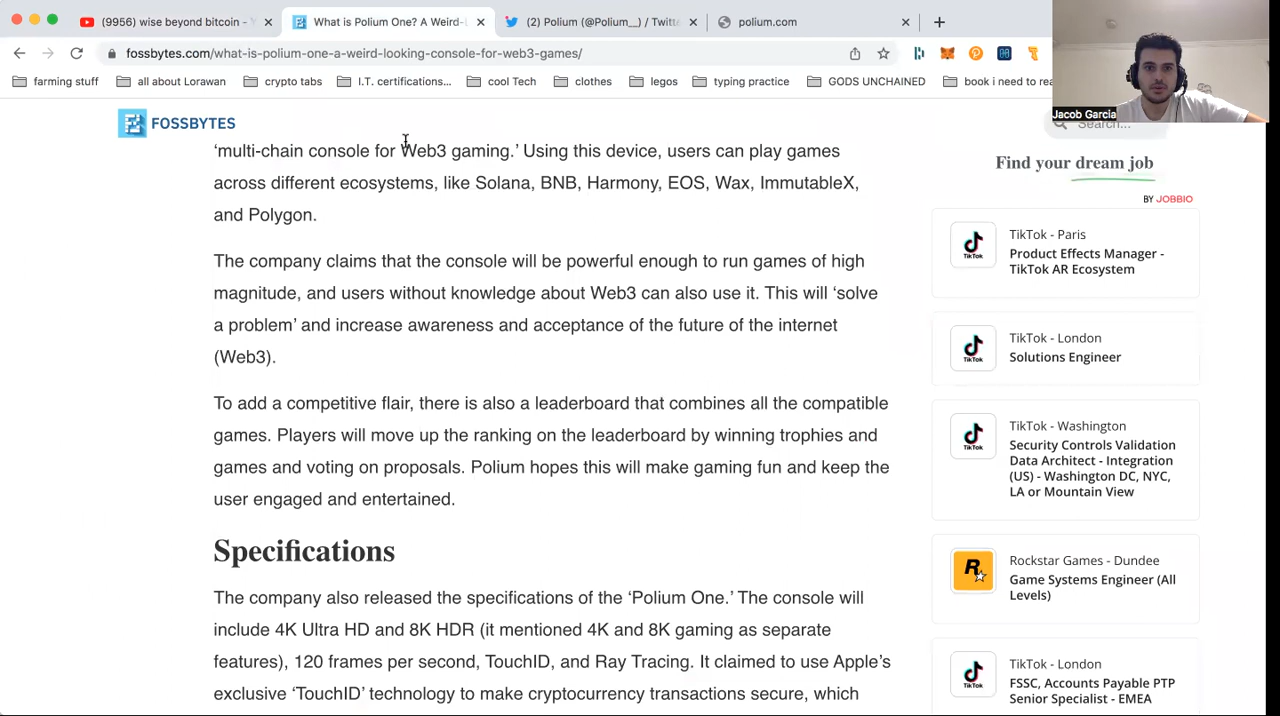 (9956) wise beyond bitcoin -
What is Polium One? A Weird-L
(2) Polium (@Polium__) / Twitte
polium.com
fossbytes.com/what-is-polium-one-a-weird-looking-console-for-web3-games/
farming stuff
all about Lorawan
crypto tabs
I.T. certifications...
cool Tech
clothes
legos
typing practice
GODS UNCHAINED
book i need to rea
Jacob Garcia
FOSSBYTES
Search...
‘multi-chain console for Web3 gaming.’ Using this device, users can play games
across different ecosystems, like Solana, BNB, Harmony, EOS, Wax, ImmutableX,
and Polygon.
The company claims that the console will be powerful enough to run games of high
magnitude, and users without knowledge about Web3 can also use it. This will ‘solve
a problem’ and increase awareness and acceptance of the future of the internet
(Web3).
To add a competitive flair, there is also a leaderboard that combines all the compatible
games. Players will move up the ranking on the leaderboard by winning trophies and
games and voting on proposals. Polium hopes this will make gaming fun and keep the
user engaged and entertained.
Specifications
The company also released the specifications of the ‘Polium One.’ The console will
include 4K Ultra HD and 8K HDR (it mentioned 4K and 8K gaming as separate
features), 120 frames per second, TouchID, and Ray Tracing. It claimed to use Apple’s
exclusive ‘TouchID’ technology to make cryptocurrency transactions secure, which
Find your dream job
BY JOBBIO
TikTok - Paris
Product Effects Manager -
TikTok AR Ecosystem
TikTok - London
Solutions Engineer
TikTok - Washington
Security Controls Validation
Data Architect - Integration
(US) - Washington DC, NYC,
LA or Mountain View
Rockstar Games - Dundee
Game Systems Engineer (All
Levels)
TikTok - London
FSSC, Accounts Payable PTP
Senior Specialist - EMEA